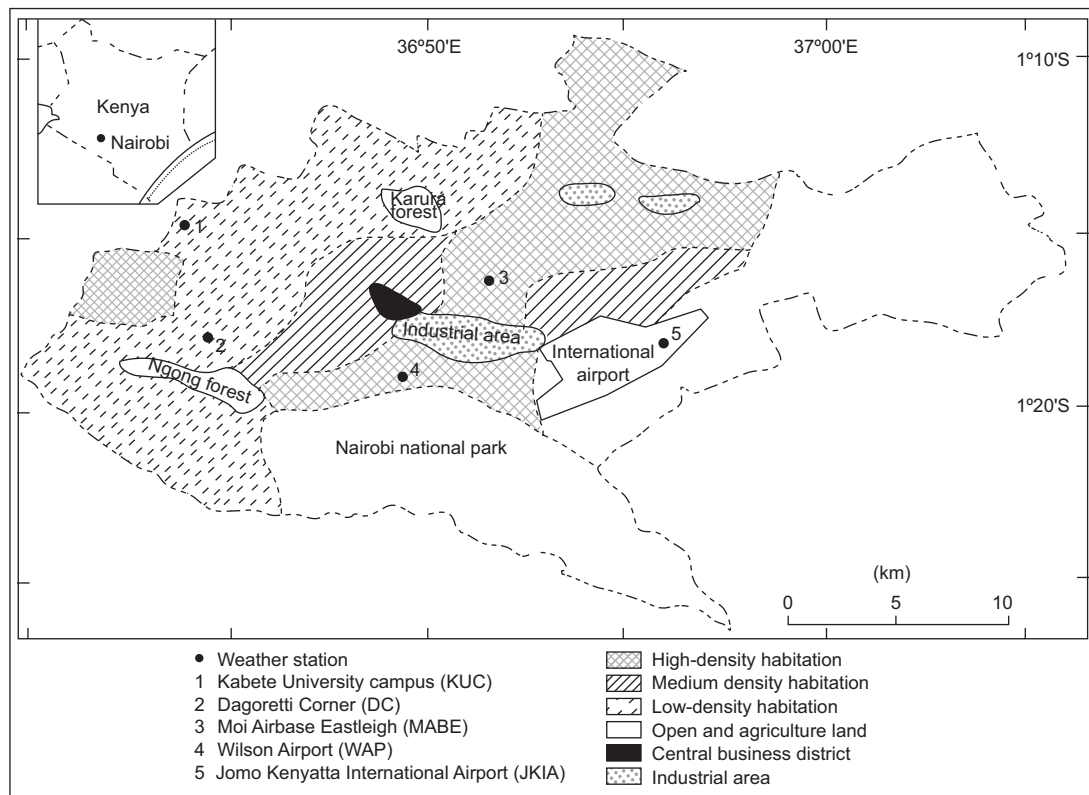 36º50'E
37º00'E
1º10'S
Kenya
Nairobi
Karura
forest
1
3
2
Industrial area
5
International
airport
Ngong forest
4
1º20'S
Nairobi national park
(km)
0 5 10
Weather station
1 Kabete University campus (KUC)
2 Dagoretti Corner (DC)
3 Moi Airbase Eastleigh (MABE)
4 Wilson Airport (WAP)
5 Jomo Kenyatta International Airport (JKIA)
High-density habitation
Medium density habitation
Low-density habitation
Open and agriculture land
Central business district
Industrial area